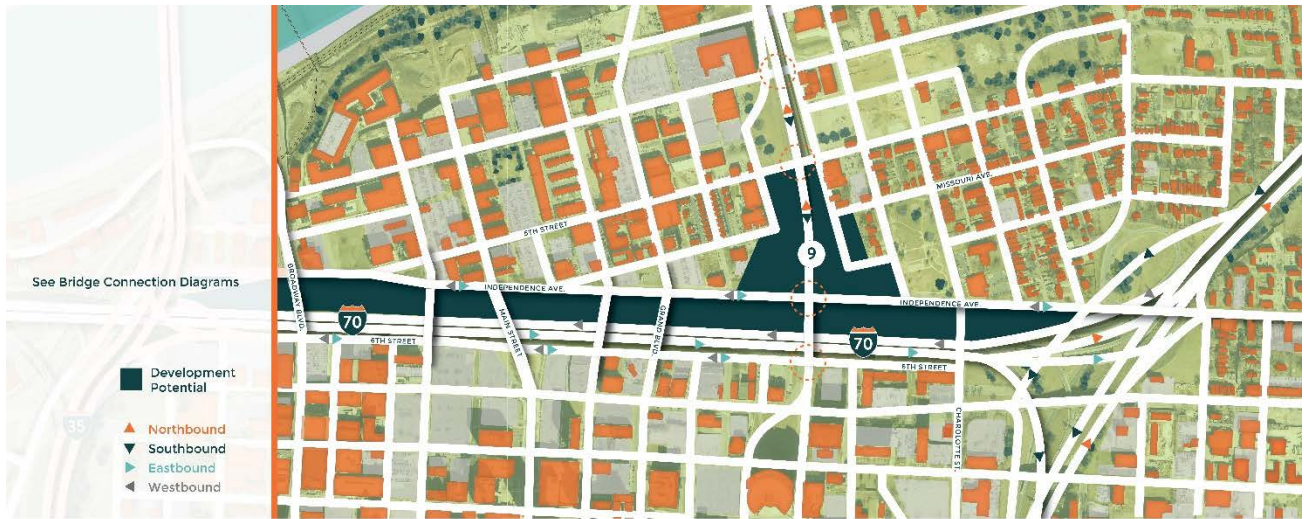 See Bridge Connection Diagrams
35
Development
Potential
Northbound
Southbound
Eastbound
Westbound
BROADWAY BLVD.
5TH STREET
MISSOURI AVE.
9
INDEPENDENCE AVE.
INDEPENDENCE AVE.
70
MAIN STREET
GRAND BLVD.
70
6TH STREET
6TH STREET
CHARLOTTE ST.